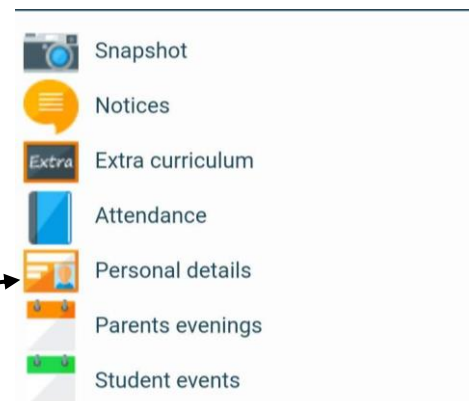 Snapshot
Notices
Extra Extra curriculum
Attendance
Personal details
Parents evenings
Student events